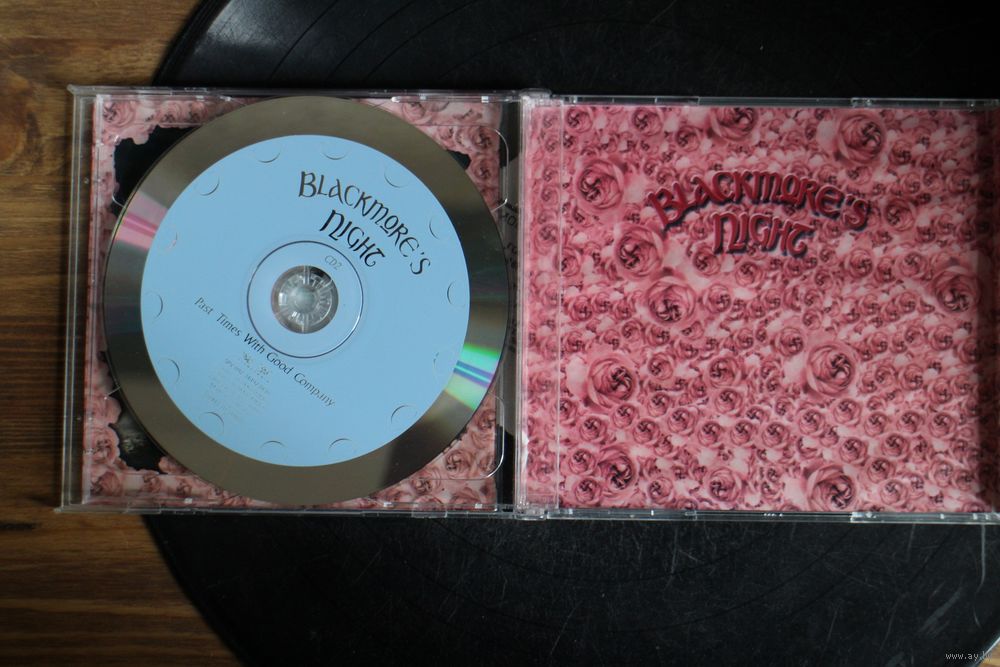 BLACKMORE'S
NIGHT
CD2
Past Times With Good Company
BLACKMORE'S
NIGHT
www.ay.by